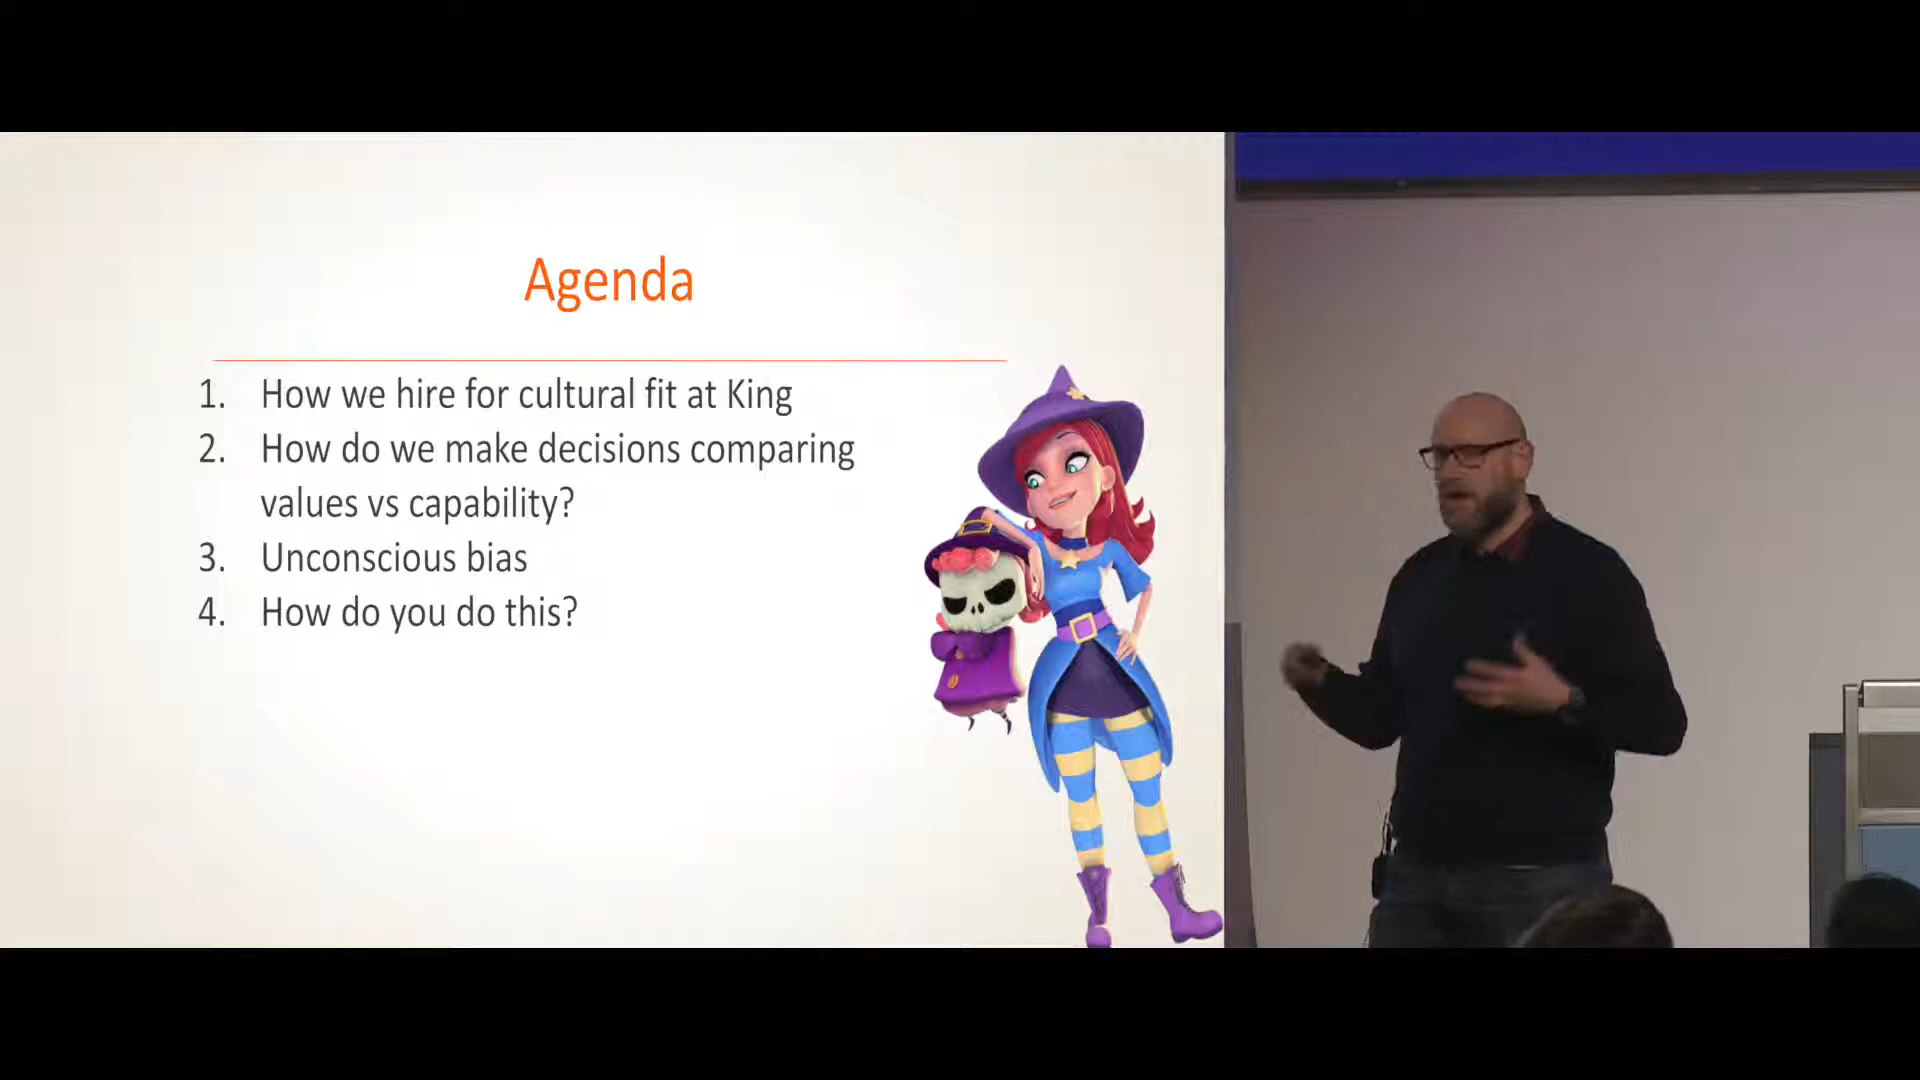 Agenda
1. How we hire for cultural fit at King
2. How do we make decisions comparing
values vs capability?
3. Unconscious bias
4. How do you do this?